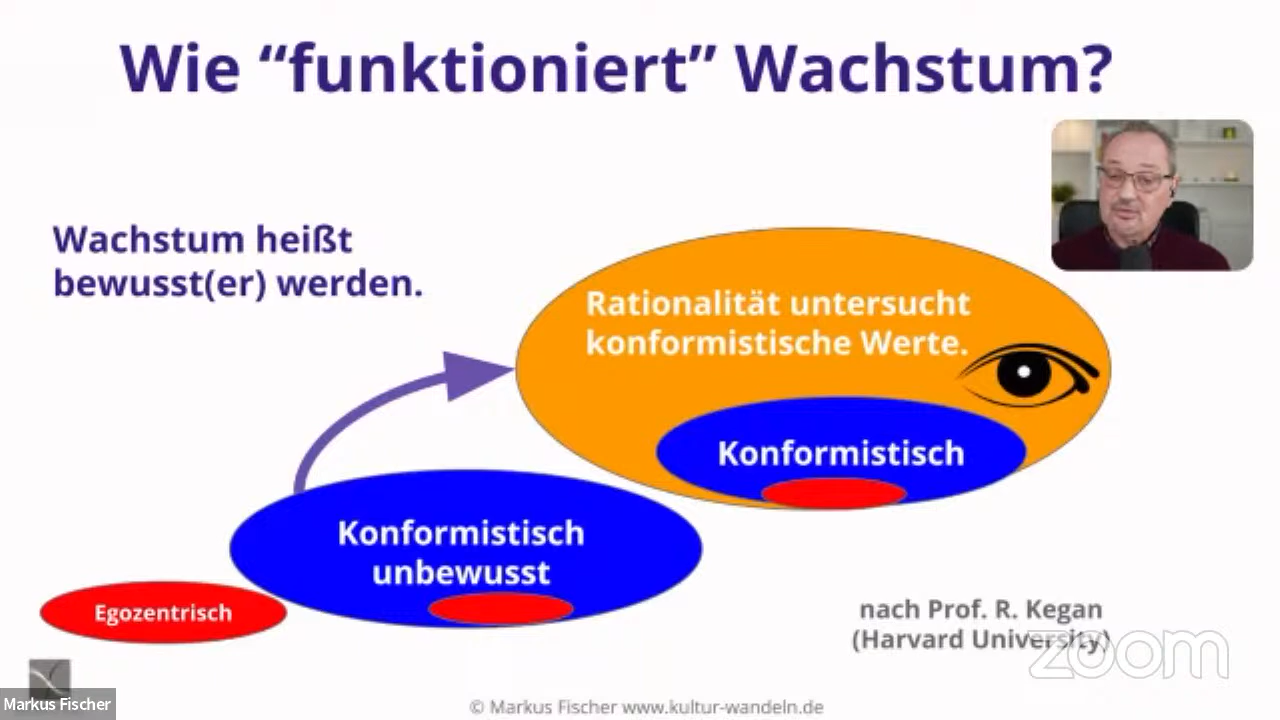 Wie “funktioniert” Wachstum?
Wachstum heißt
bewusst(er) werden.
Rationalität untersucht
konformistische Werte.
Konformistisch
Konformistisch
unbewusst
Egozentrisch
nach Prof. R. Kegan
(Harvard University)
zoom
Markus Fischer
© Markus Fischer www.kultur-wandeln.de